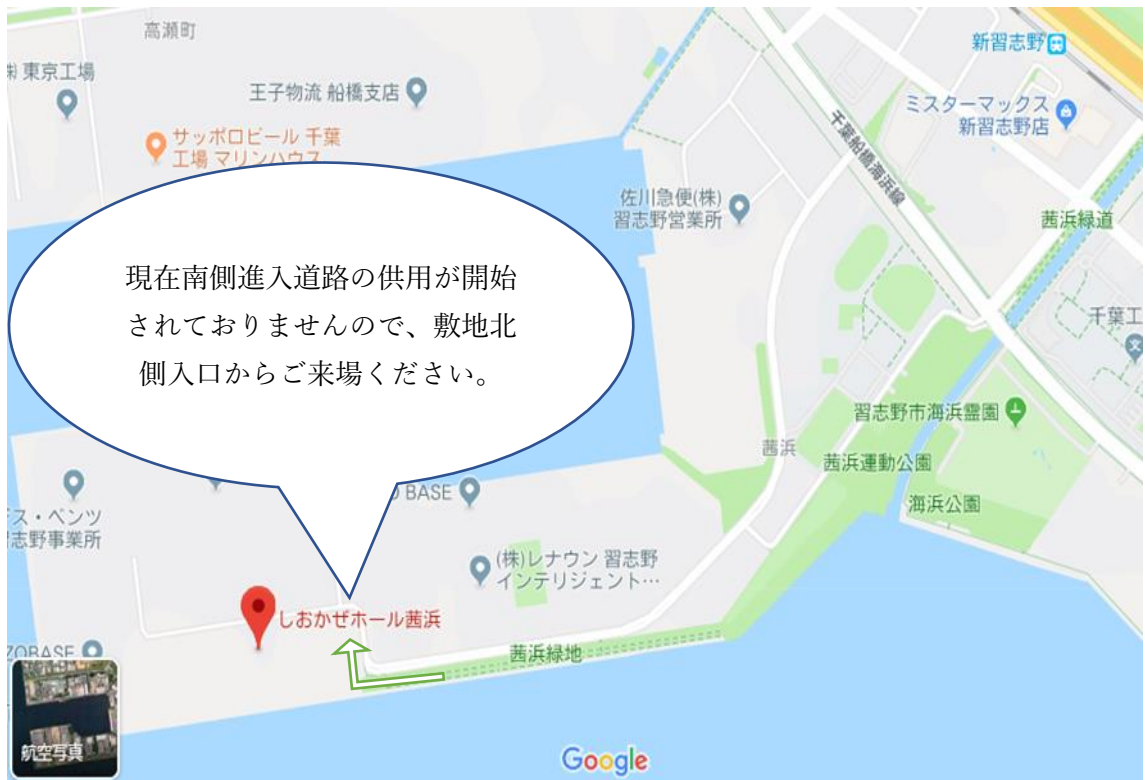 高瀬町
東京工場
新習志野
王子物流 船橋支店
ミスターマックス
新習志野店
サッポロビール 千葉
工場 マリンハウス
千葉船橋海浜線
佐川急便(株)
習志野営業所
茜浜緑道
現在南側進入道路の供用が開始
されておりませんので、敷地北
側入口からご来場ください。
千葉工
習志野市海浜霊園
茜浜
茜浜運動公園
海浜公園
BASE
ス・ベンツ
志野事業所
(株)レナウン 習志野
インテリジェント…
しおかぜホール茜浜
茜浜緑地
ZOBASE
航空写真
Google